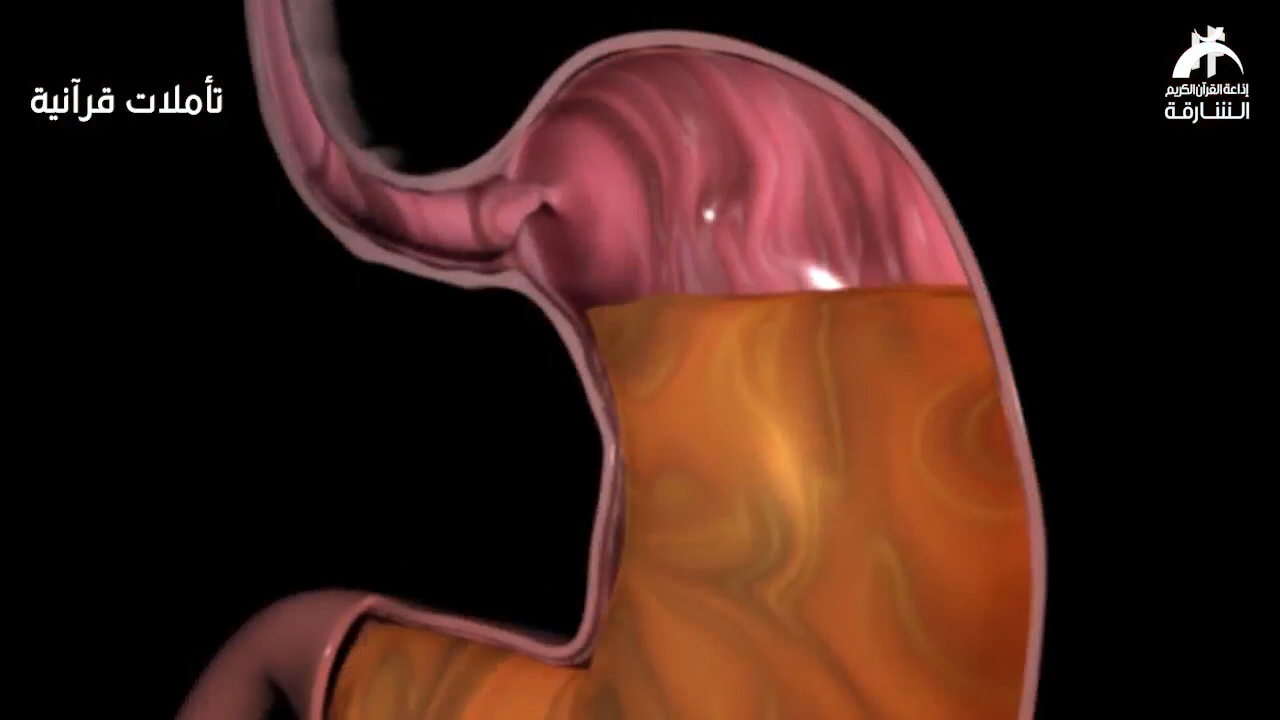 تأملات قرآنية
إذاعة القرآن الكريم
الشارقة